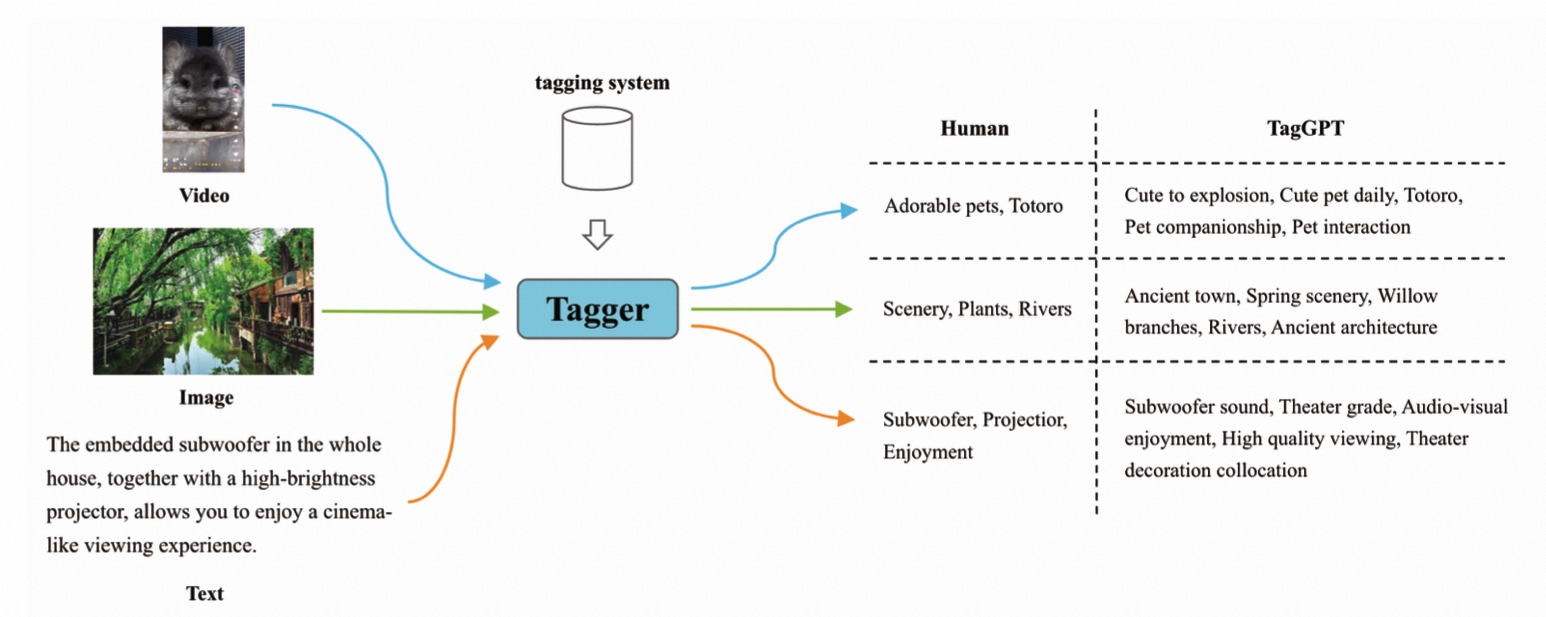 Video
Image
The embedded subwoofer in the whole
house, together with a high-brightness
projector, allows you to enjoy a cinema-
like viewing experience.
Text
tagging system
Tagger
Human
TagGPT
Adorable pets, Totoro
Cute to explosion, Cute pet daily, Totoro,
Pet companionship, Pet interaction
Scenery, Plants, Rivers
Ancient town, Spring scenery, Willow
branches, Rivers, Ancient architecture
Subwoofer, Projectior,
Enjoyment
Subwoofer sound, Theater grade, Audio-visual
enjoyment, High quality viewing, Theater
decoration collocation